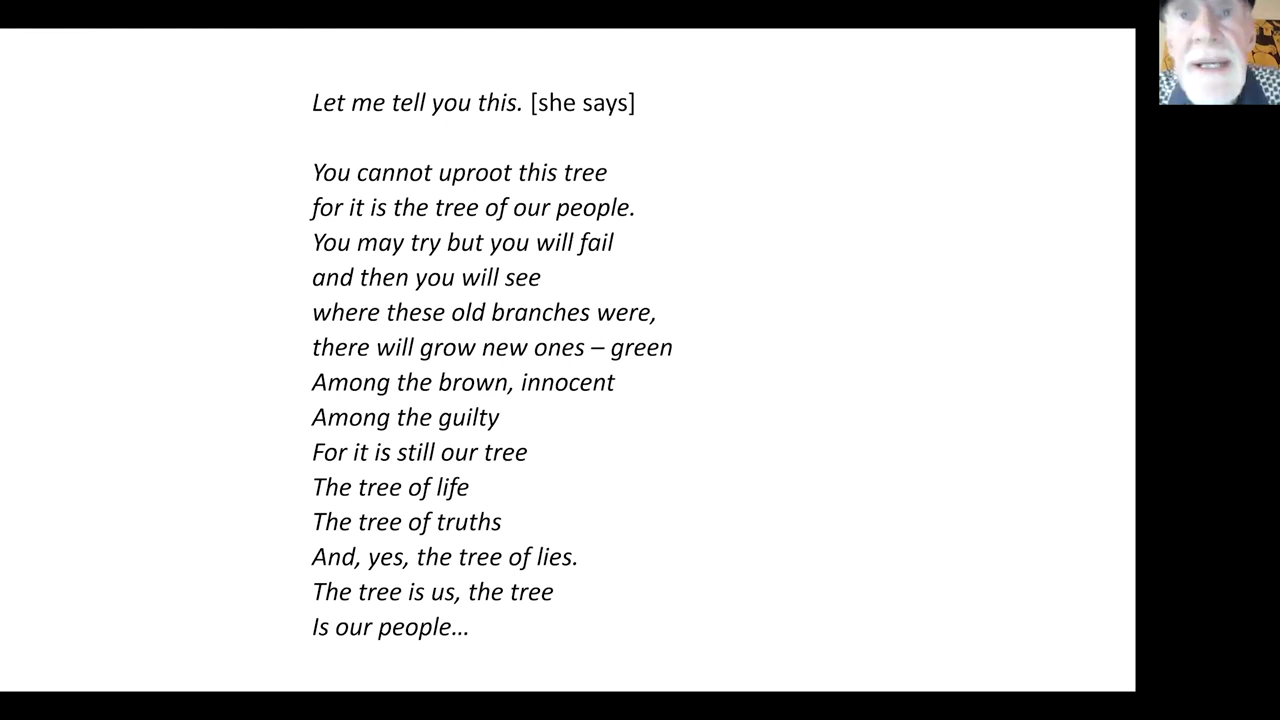 Let me tell you this. [she says]
You cannot uproot this tree
for it is the tree of our people.
You may try but you will fail
and then you will see
where these old branches were,
there will grow new ones – green
Among the brown, innocent
Among the guilty
For it is still our tree
The tree of life
The tree of truths
And, yes, the tree of lies.
The tree is us, the tree
Is our people…